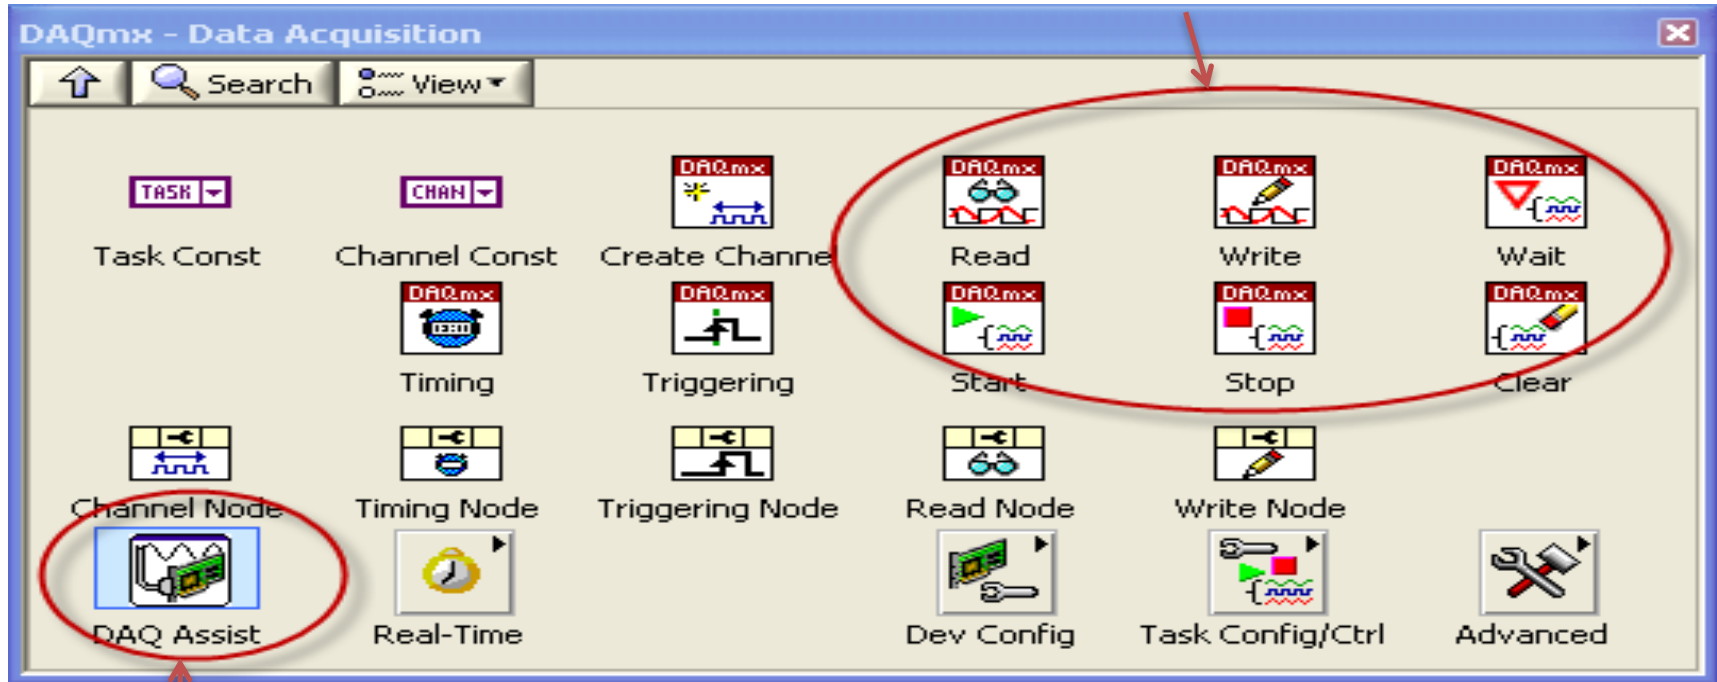 DAQmx - Data Acquisition
Search View
DAQmx DAQmx DAQmx DAQmx
TASK CHAN
Task Const Channel Const Create Channel Read Write Wait
DAQmx DAQmx DAQmx DAQmx DAQmx
Timing Triggering Start Stop Clear
Channel Node Timing Node Triggering Node Read Node Write Node
DAQ Assist Real-Time Dev Config Task Config/Ctrl Advanced